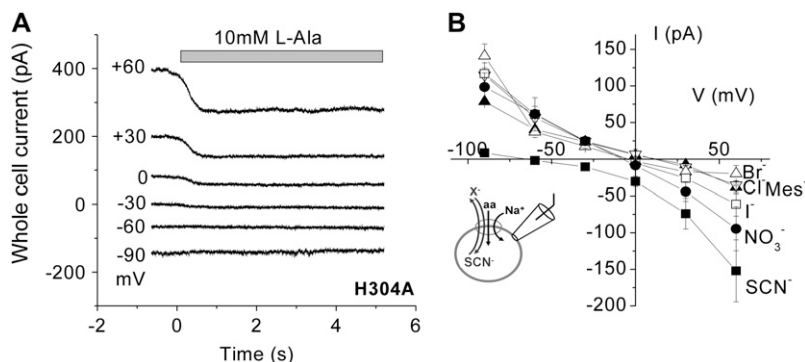 A
10mM L-Ala
Whole cell current (pA)
400
200
0
-200
+60
+30
0
-30
-60
-90
mV
H304A
-2
0
2
4
6
Time (s)
B
I (pA)
150
100
50
V (mV)
-100
-50
50
-50
-100
-150
-200
Br⁻
Cl⁻Mes⁻
I⁻
NO₃⁻
SCN⁻
X⁻
aa
Na⁺
SCN⁻